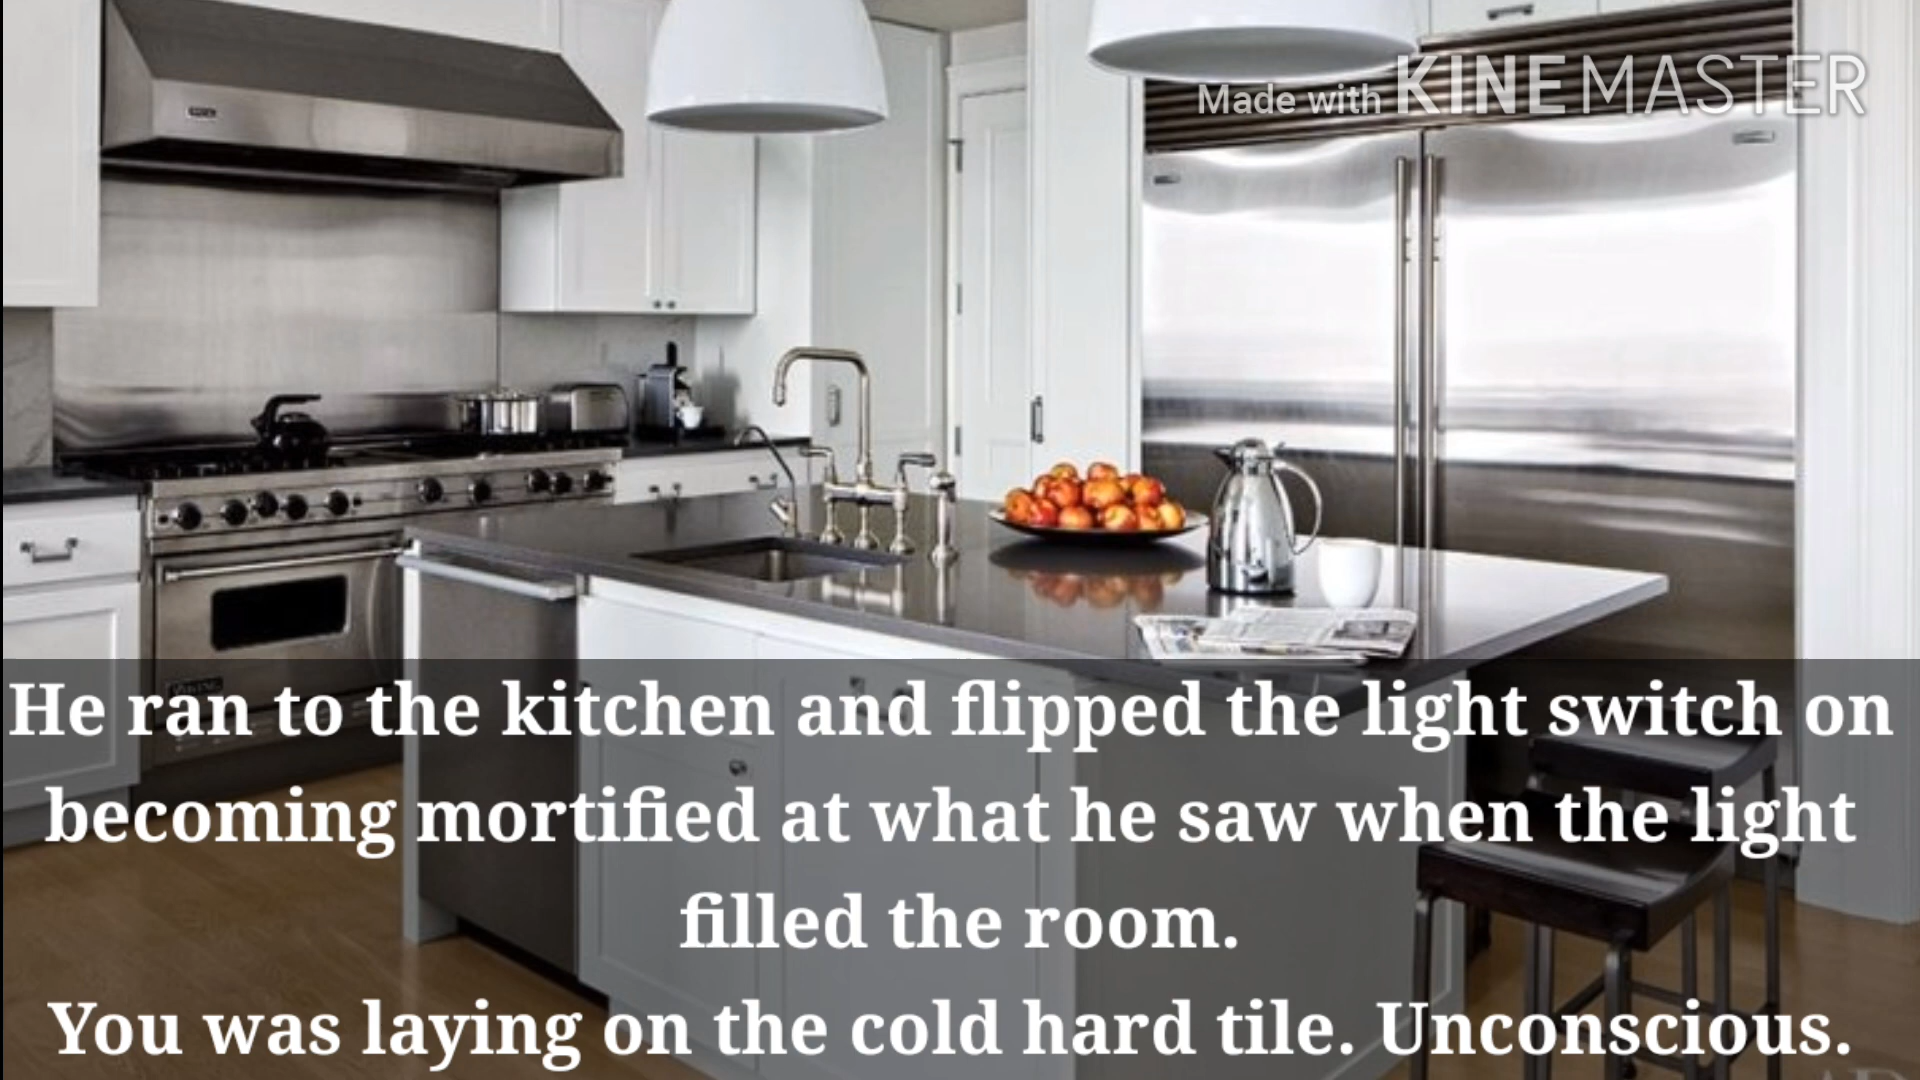 Made with KINEMASTER
He ran to the kitchen and flipped the light switch on
becoming mortified at what he saw when the light
filled the room.
You was laying on the cold hard tile. Unconscious.